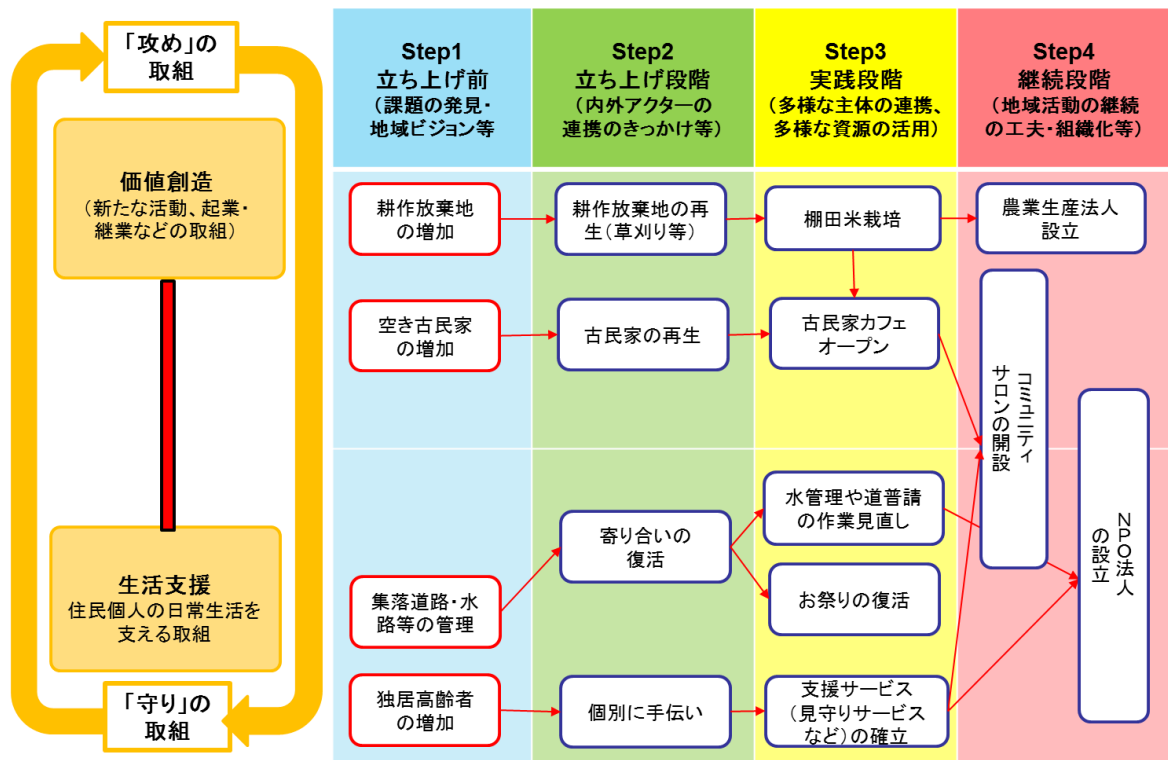 「攻め」の
取組
価値創造
（新たな活動、起業・
継業などの取組）
生活支援
住民個人の日常生活を
支える取組
「守り」の
取組
Step1
立ち上げ前
（課題の発見・
地域ビジョン等
Step2
立ち上げ段階
（内外アクターの
連携のきっかけ等）
Step3
実践段階
（多様な主体の連携、
多様な資源の活用）
Step4
継続段階
（地域活動の継続
の工夫・組織化等）
耕作放棄地
の増加
耕作放棄地の再
生（草刈り等）
棚田米栽培
農業生産法人
設立
空き古民家
の増加
古民家の再生
古民家カフェ
オープン
コミュニティ
サロンの開設
集落道路・水
路等の管理
寄り合いの
復活
水管理や道普請
の作業見直し
お祭りの復活
NPO法人
の設立
独居高齢者
の増加
個別に手伝い
支援サービス
（見守りサービス
など）の確立